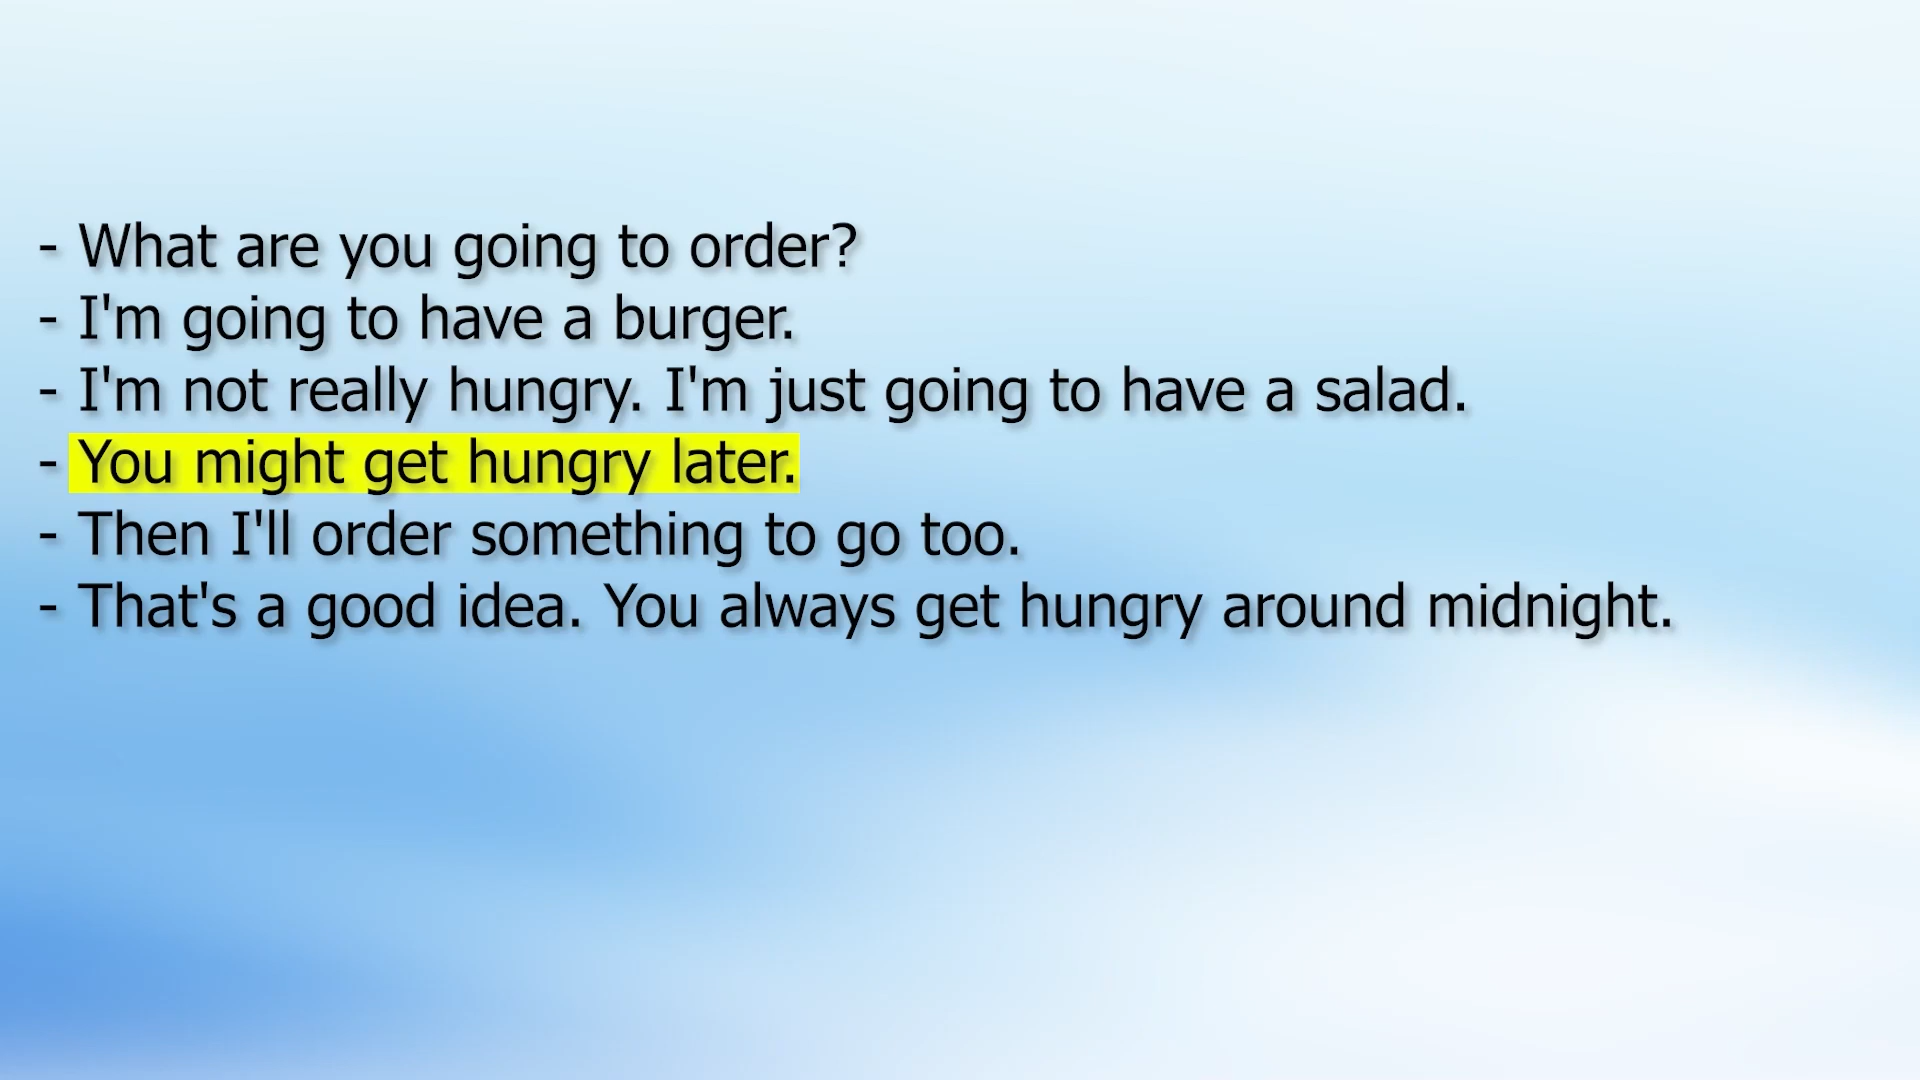 - What are you going to order?
- I'm going to have a burger.
- I'm not really hungry. I'm just going to have a salad.
- You might get hungry later.
- Then I'll order something to go too.
- That's a good idea. You always get hungry around midnight.